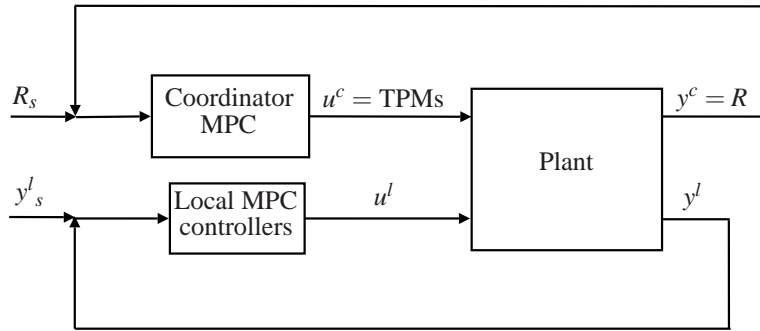 R_s
Coordinator
MPC
u^c = TPMs
y^c = R
Plant
y^l_s
Local MPC
controllers
u^l
y^l